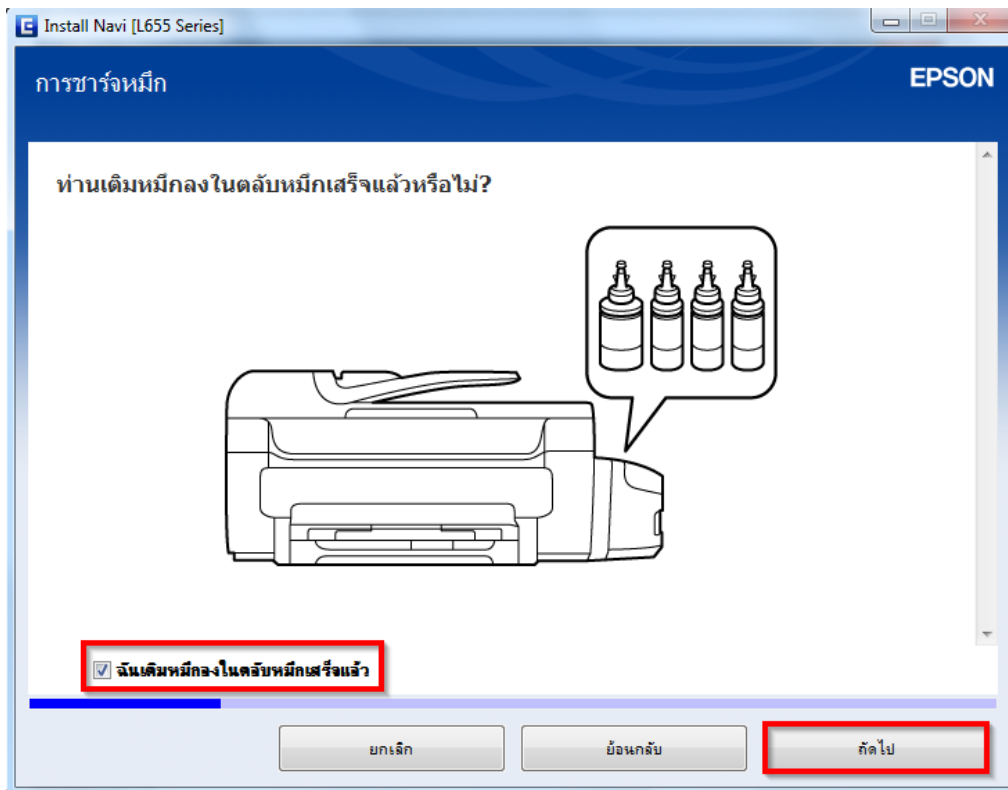 Install Navi [L655 Series]
การชาร์จหมึก
EPSON
ท่านเติมหมึกลงในตลับหมึกเสร็จแล้วหรือไม่?
ฉันเติมหมึกลงในตลับหมึกเสร็จแล้ว
ยกเลิก
ย้อนกลับ
ถัดไป